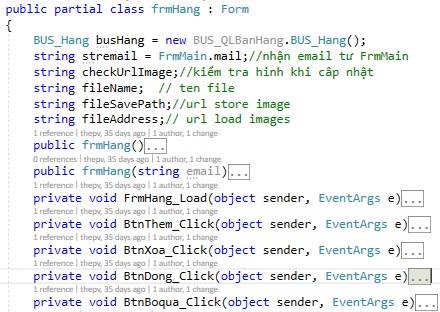 public partial class frmHang : Form
{
BUS_Hang busHang = new BUS_QLBanHang.BUS_Hang();
string stremail = FrmMain.mail;//nhận email từ FrmMain
string checkUrlImage;//kiểm tra hình khi cập nhật
string fileName;  // ten file
string fileSavePath;//url store image
string fileAddress;// url load images
1 reference | thepv, 35 days ago | 1 author, 1 change
public frmHang()...
0 references | thepv, 35 days ago | 1 author, 1 change
public frmHang(string email)...
1 reference | thepv, 35 days ago | 1 author, 1 change
private void FrmHang_Load(object sender, EventArgs e)...
1 reference | thepv, 35 days ago | 1 author, 1 change
private void BtnThem_Click(object sender, EventArgs e)...
1 reference | thepv, 35 days ago | 1 author, 1 change
private void BtnXoa_Click(object sender, EventArgs e)...
1 reference | thepv, 35 days ago | 1 author, 1 change
private void BtnDong_Click(object sender, EventArgs e)...
1 reference | thepv, 35 days ago | 1 author, 1 change
private void BtnBoqua_Click(object sender, EventArgs e)...